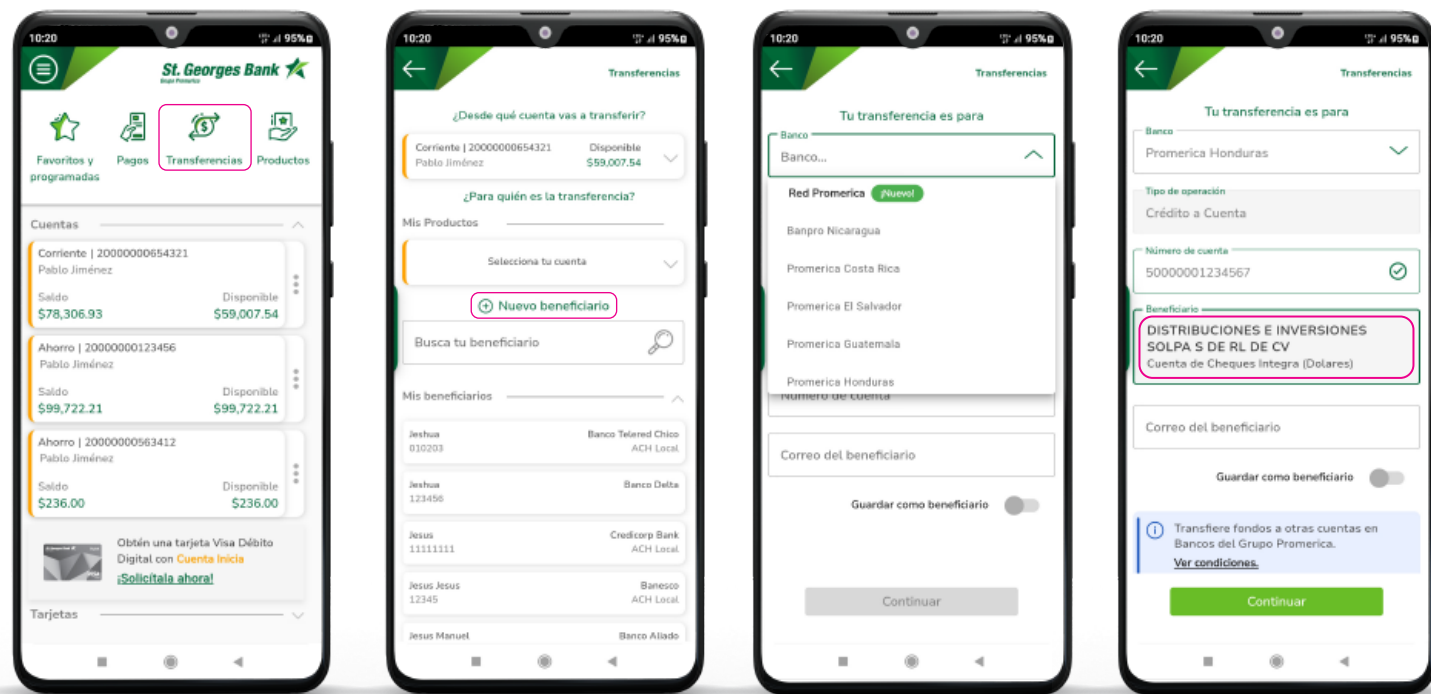 10:20
95%
St. Georges Bank
Grupo Promerica
Favoritos y
programadas
Pagos
Transferencias
Productos
Cuentas
Corriente | 20000000654321
Pablo Jiménez
Saldo
Disponible
$78,306.93
$59,007.54
Ahorro | 20000000123456
Pablo Jiménez
Saldo
Disponible
$99,722.21
$99,722.21
Ahorro | 20000000563412
Pablo Jiménez
Saldo
Disponible
$236.00
$236.00
Obtén una tarjeta Visa Débito
Digital con Cuenta Inicia
¡Solicítala ahora!
Tarjetas
10:20
95%
Transferencias
¿Desde qué cuenta vas a transferir?
Corriente | 20000000654321
Disponible
Pablo Jiménez
$59,007.54
¿Para quién es la transferencia?
Mis Productos
Selecciona tu cuenta
Nuevo beneficiario
Busca tu beneficiario
Mis beneficiarios
Jeshua
Banco Telered Chico
010203
ACH Local
Jeshua
Banco Delta
123456
Jesus
Credicorp Bank
11111111
ACH Local
Jesus Jesus
Banesco
12345
ACH Local
Jesus Manuel
Banco Aliado
10:20
95%
Transferencias
Tu transferencia es para
Banco
Banco...
Red Promerica ¡Nuevo!
Banpro Nicaragua
Promerica Costa Rica
Promerica El Salvador
Promerica Guatemala
Promerica Honduras
Número de cuenta
Correo del beneficiario
Guardar como beneficiario
Continuar
10:20
95%
Transferencias
Tu transferencia es para
Banco
Promerica Honduras
Tipo de operación
Crédito a Cuenta
Número de cuenta
50000001234567
Beneficiario
DISTRIBUCIONES E INVERSIONES
SOLPA S DE RL DE CV
Cuenta de Cheques Integra (Dolares)
Correo del beneficiario
Guardar como beneficiario
Transfiere fondos a otras cuentas en
Bancos del Grupo Promerica.
Ver condiciones.
Continuar